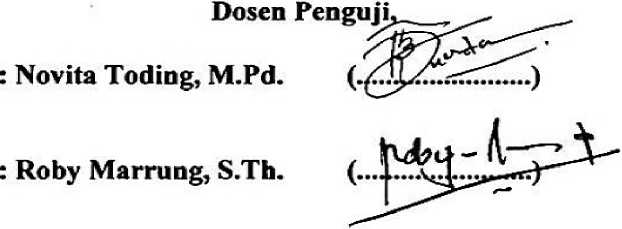 Dosen Penguji,
: Novita Toding, M.Pd. (..........................)
: Roby Marrung, S.Th. (..........................)